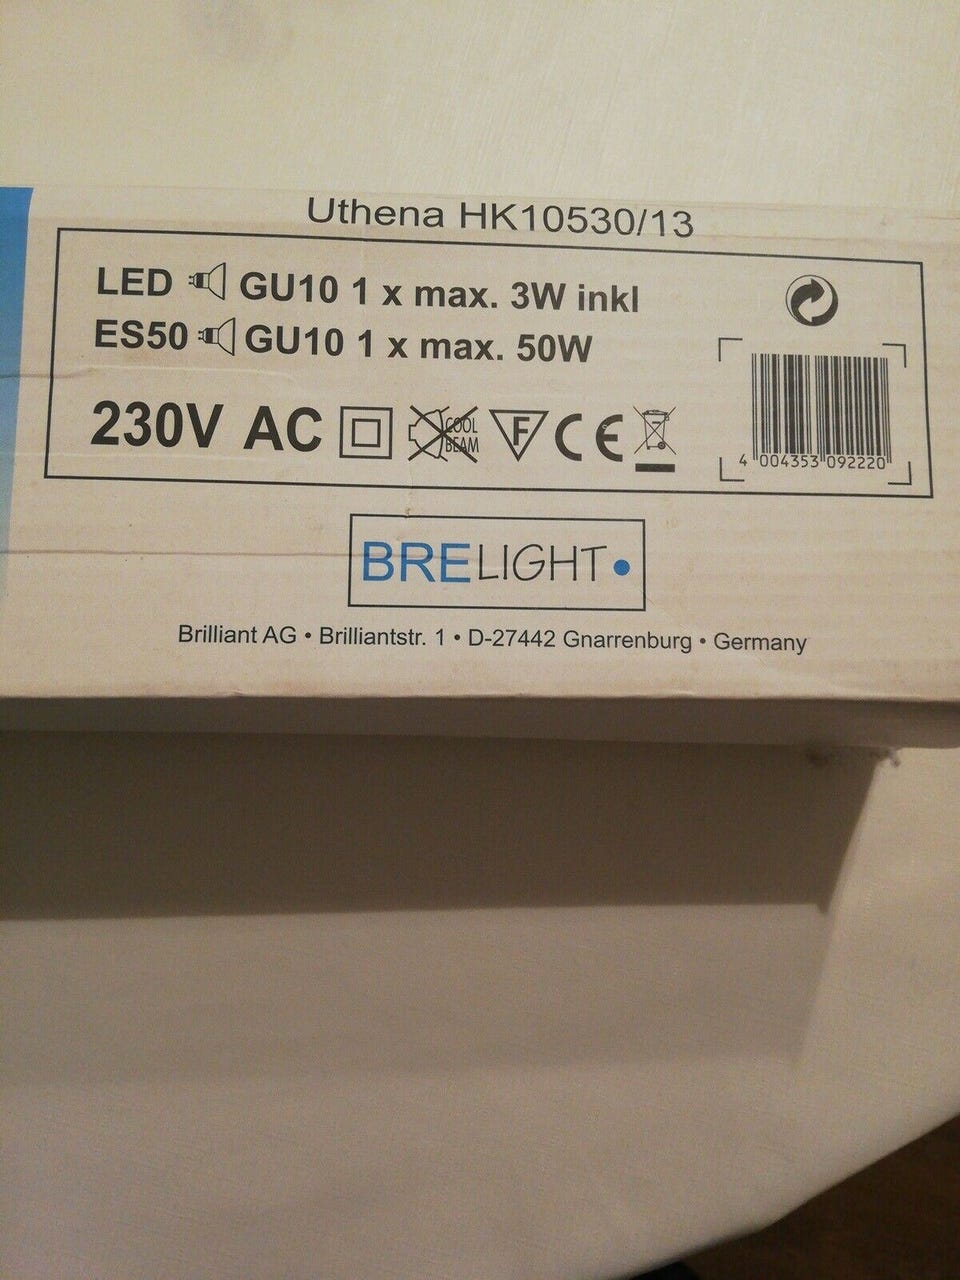 Uthena HK10530/13
LED GU10 1 x max. 3W inkl
ES50 GU10 1 x max. 50W
230V AC COOL BEAM F CE
4 004353 092220
BRELIGHT
Brilliant AG • Brilliantstr. 1 • D-27442 Gnarrenburg • Germany